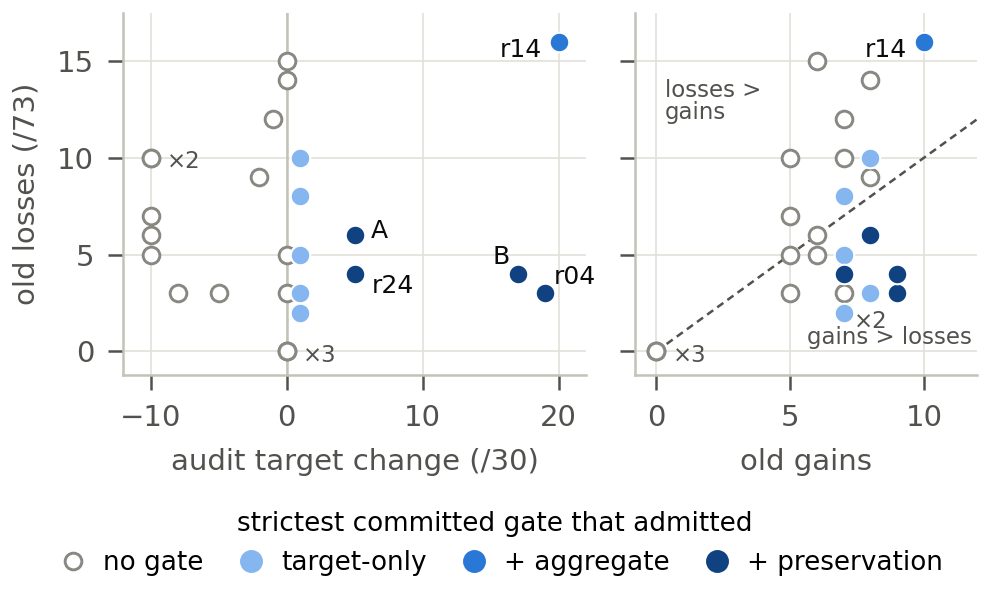 old losses (/73)
15
10
5
0
r14
×2
A
r24
B
r04
×3
−10
0
10
20
audit target change (/30)
r14
losses >
gains
×2
gains > losses
×3
0
5
10
old gains
strictest committed gate that admitted
no gate
target-only
+ aggregate
+ preservation